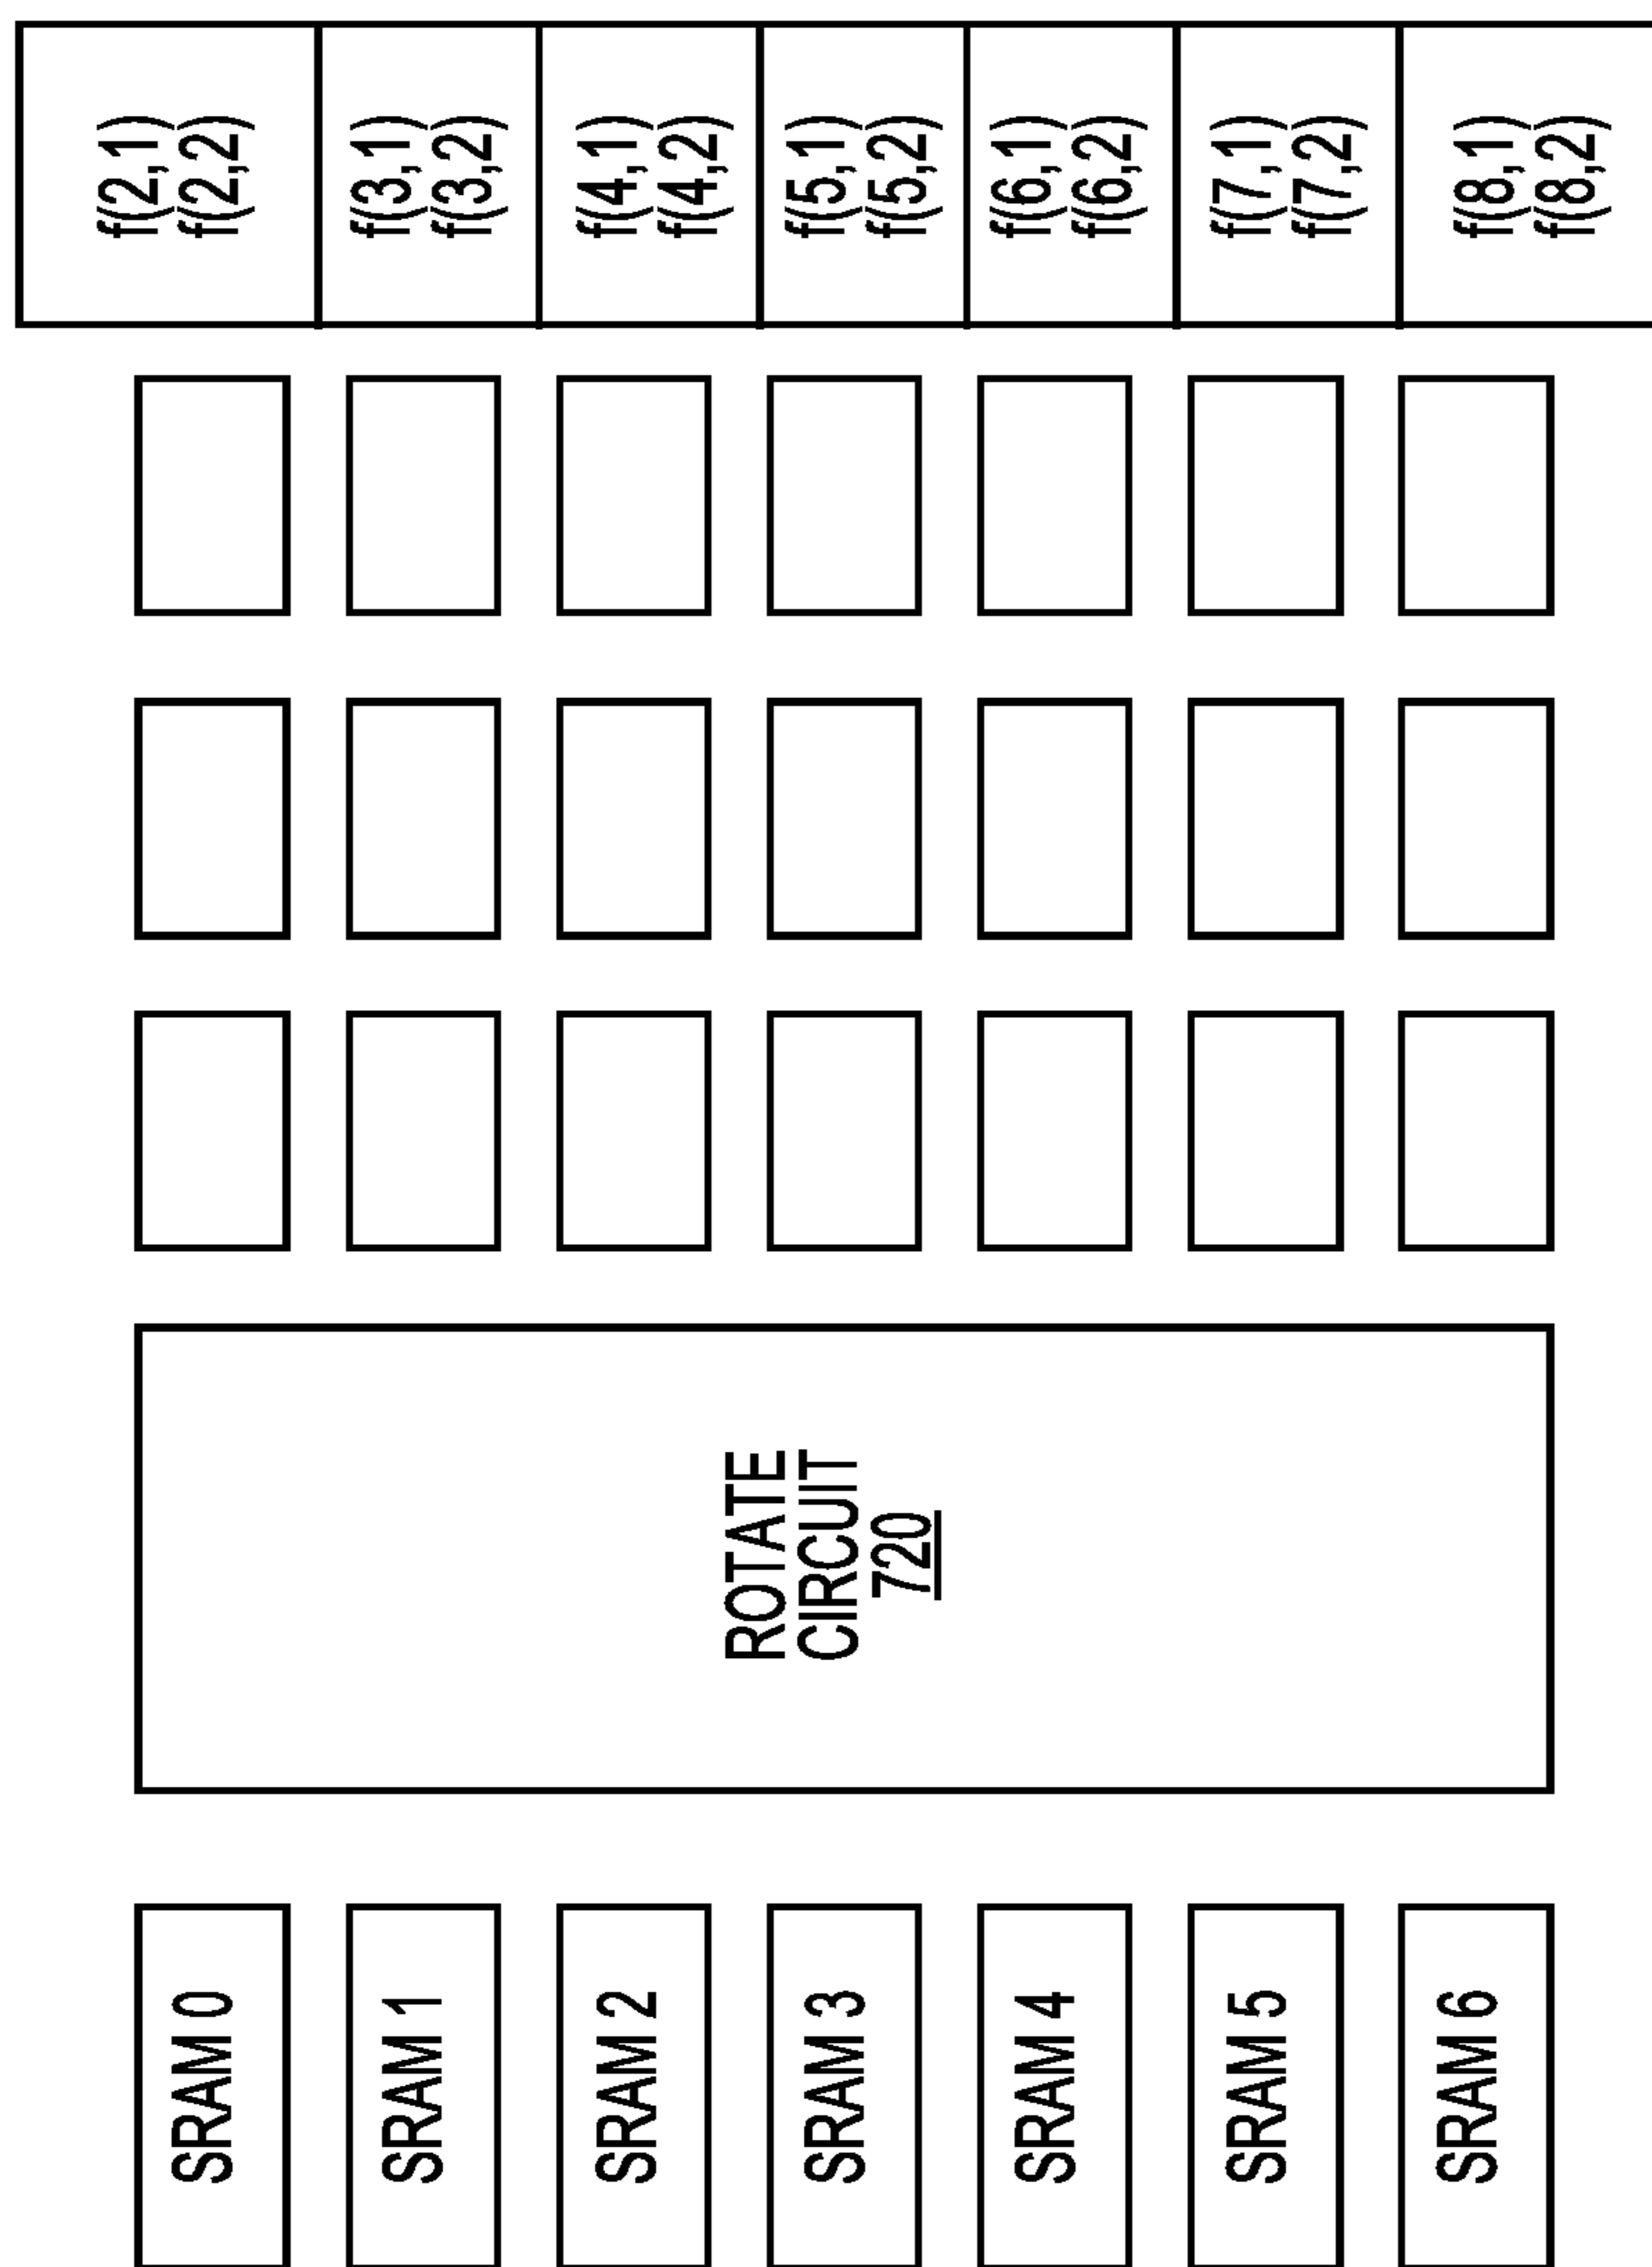 f(2,1)
f(2,2)
f(3,1)
f(3,2)
f(4,1)
f(4,2)
f(5,1)
f(5,2)
f(6,1)
f(6,2)
f(7,1)
f(7,2)
f(8,1)
f(8,2)
ROTATE
CIRCUIT
720
SRAM 0
SRAM 1
SRAM 2
SRAM 3
SRAM 4
SRAM 5
SRAM 6